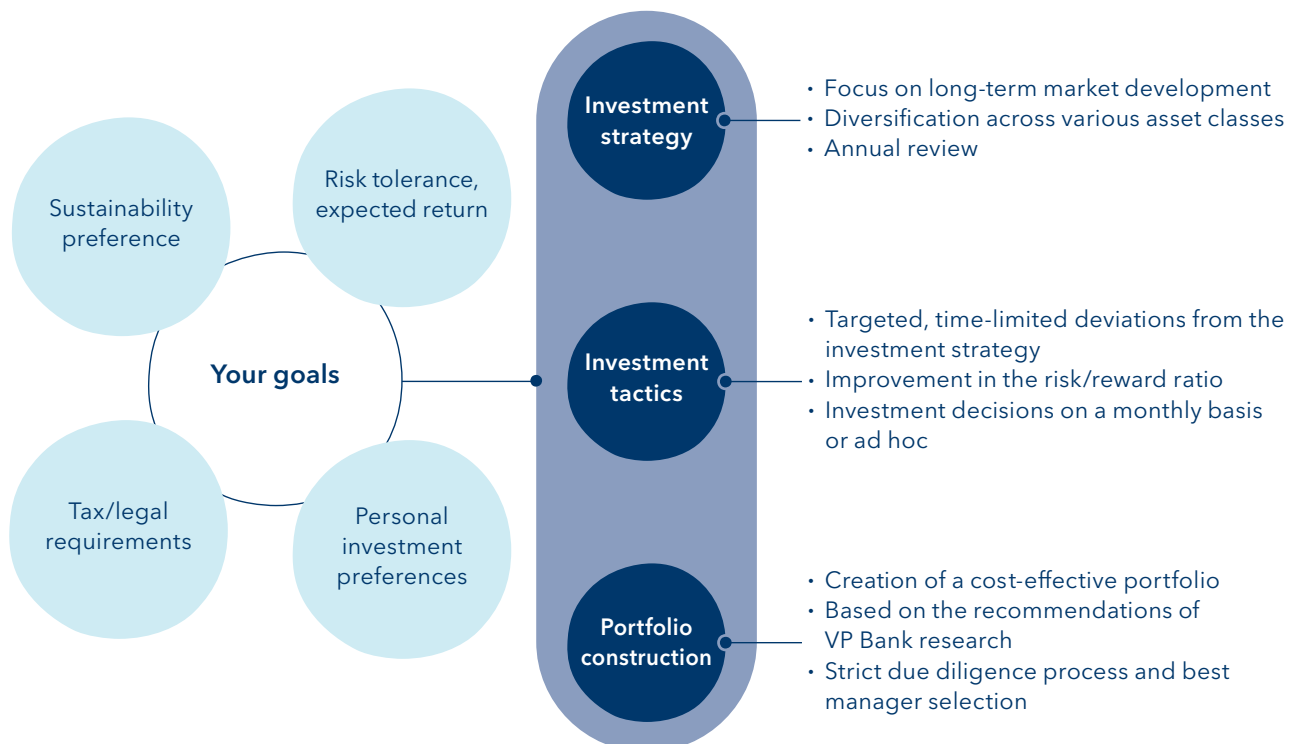 Sustainability
preference
Risk tolerance,
expected return
Your goals
Tax/legal
requirements
Personal
investment
preferences
Investment
strategy
• Focus on long-term market development
• Diversification across various asset classes
• Annual review
Investment
tactics
• Targeted, time-limited deviations from the
investment strategy
• Improvement in the risk/reward ratio
• Investment decisions on a monthly basis
or ad hoc
Portfolio
construction
• Creation of a cost-effective portfolio
• Based on the recommendations of
VP Bank research
• Strict due diligence process and best
manager selection